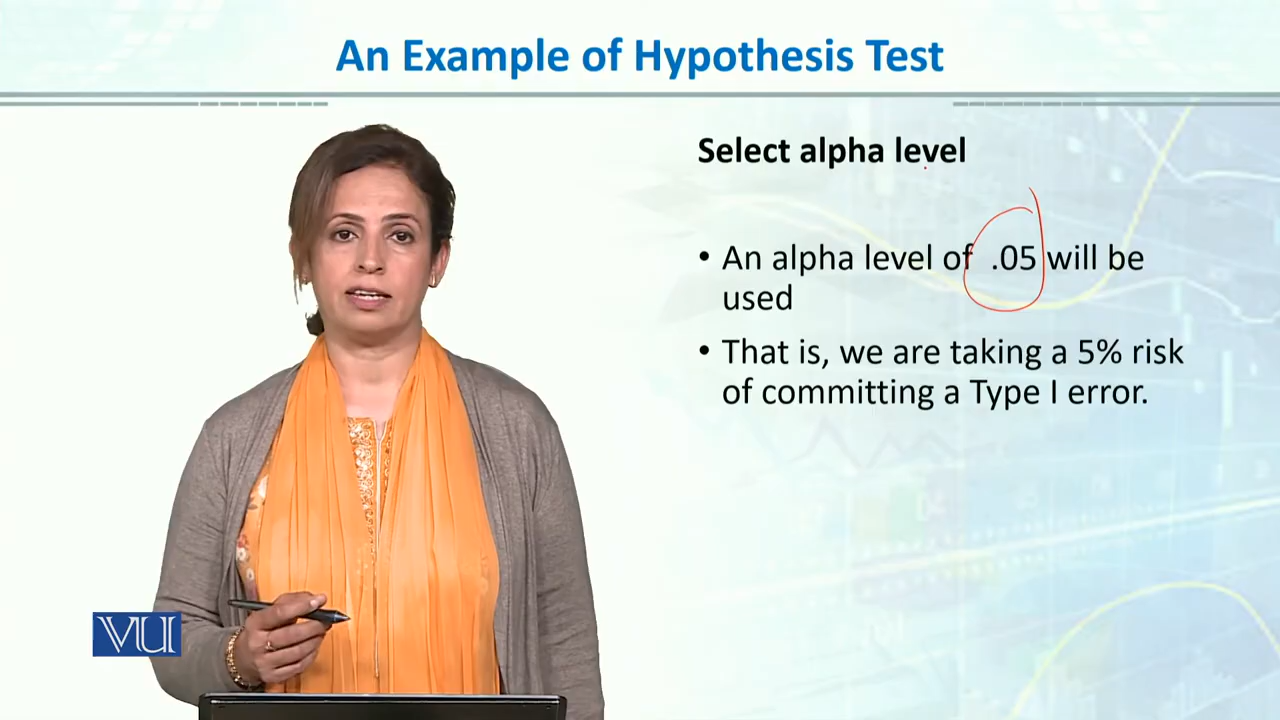 An Example of Hypothesis Test
Select alpha level
• An alpha level of .05 will be
used
• That is, we are taking a 5% risk
of committing a Type I error.
VU